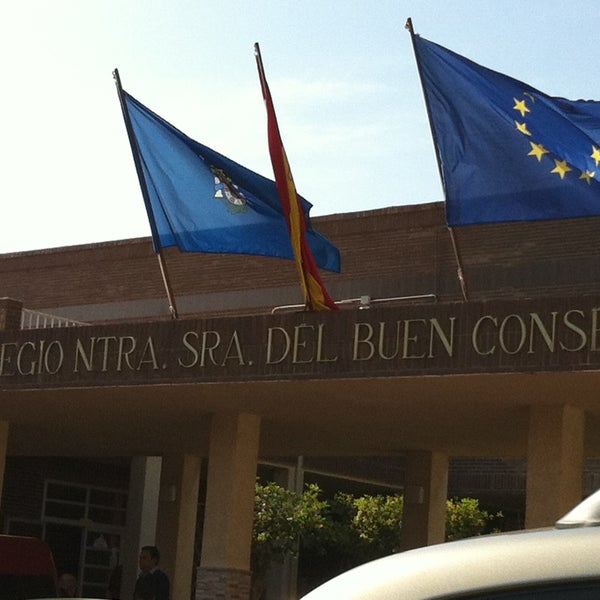 EGIO NTRA. SRA. DEL BUEN CONSE